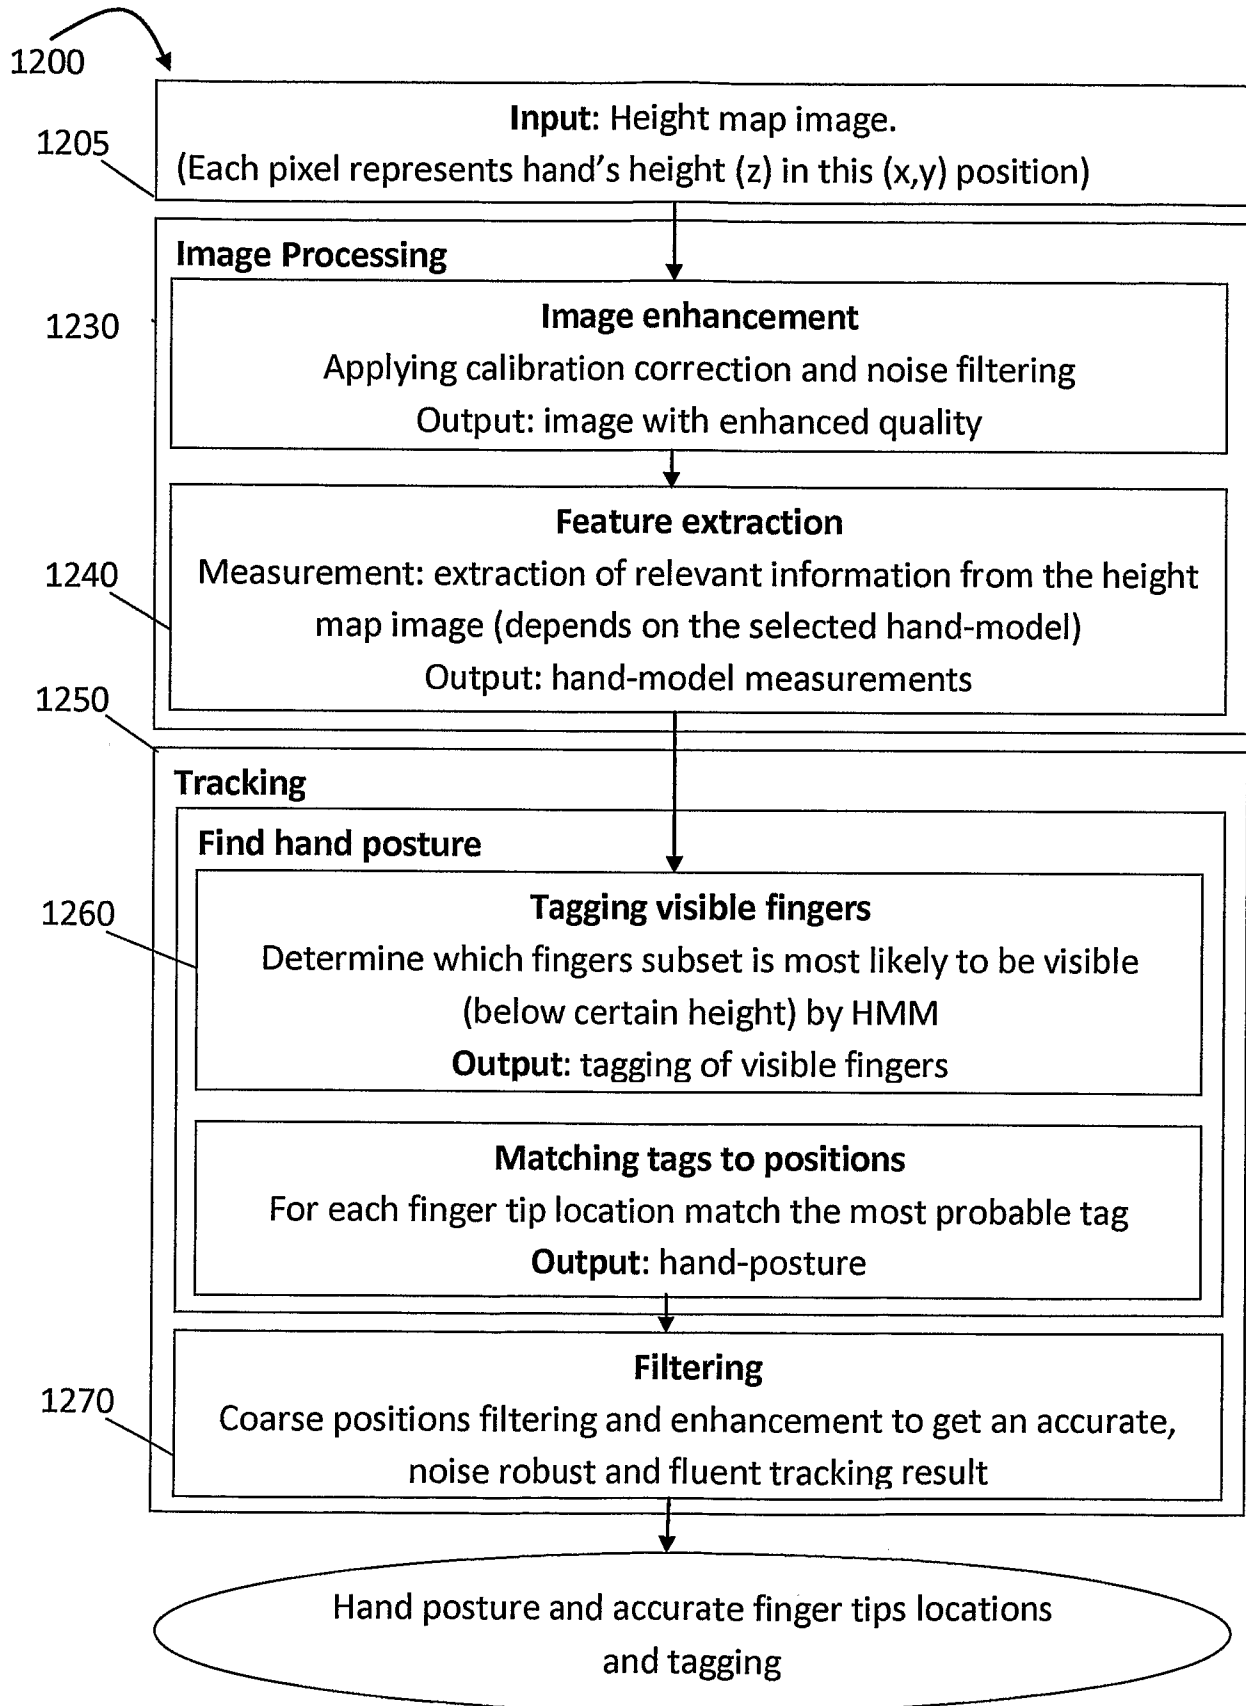 1200
Input: Height map image.
1205
(Each pixel represents hand's height (z) in this (x,y) position)
Image Processing
Image enhancement
1230
Applying calibration correction and noise filtering
Output: image with enhanced quality
Feature extraction
1240
Measurement: extraction of relevant information from the height
map image (depends on the selected hand-model)
Output: hand-model measurements
1250
Tracking
Find hand posture
Tagging visible fingers
1260
Determine which fingers subset is most likely to be visible
(below certain height) by HMM
Output: tagging of visible fingers
Matching tags to positions
For each finger tip location match the most probable tag
Output: hand-posture
Filtering
1270
Coarse positions filtering and enhancement to get an accurate,
noise robust and fluent tracking result
Hand posture and accurate finger tips locations
and tagging